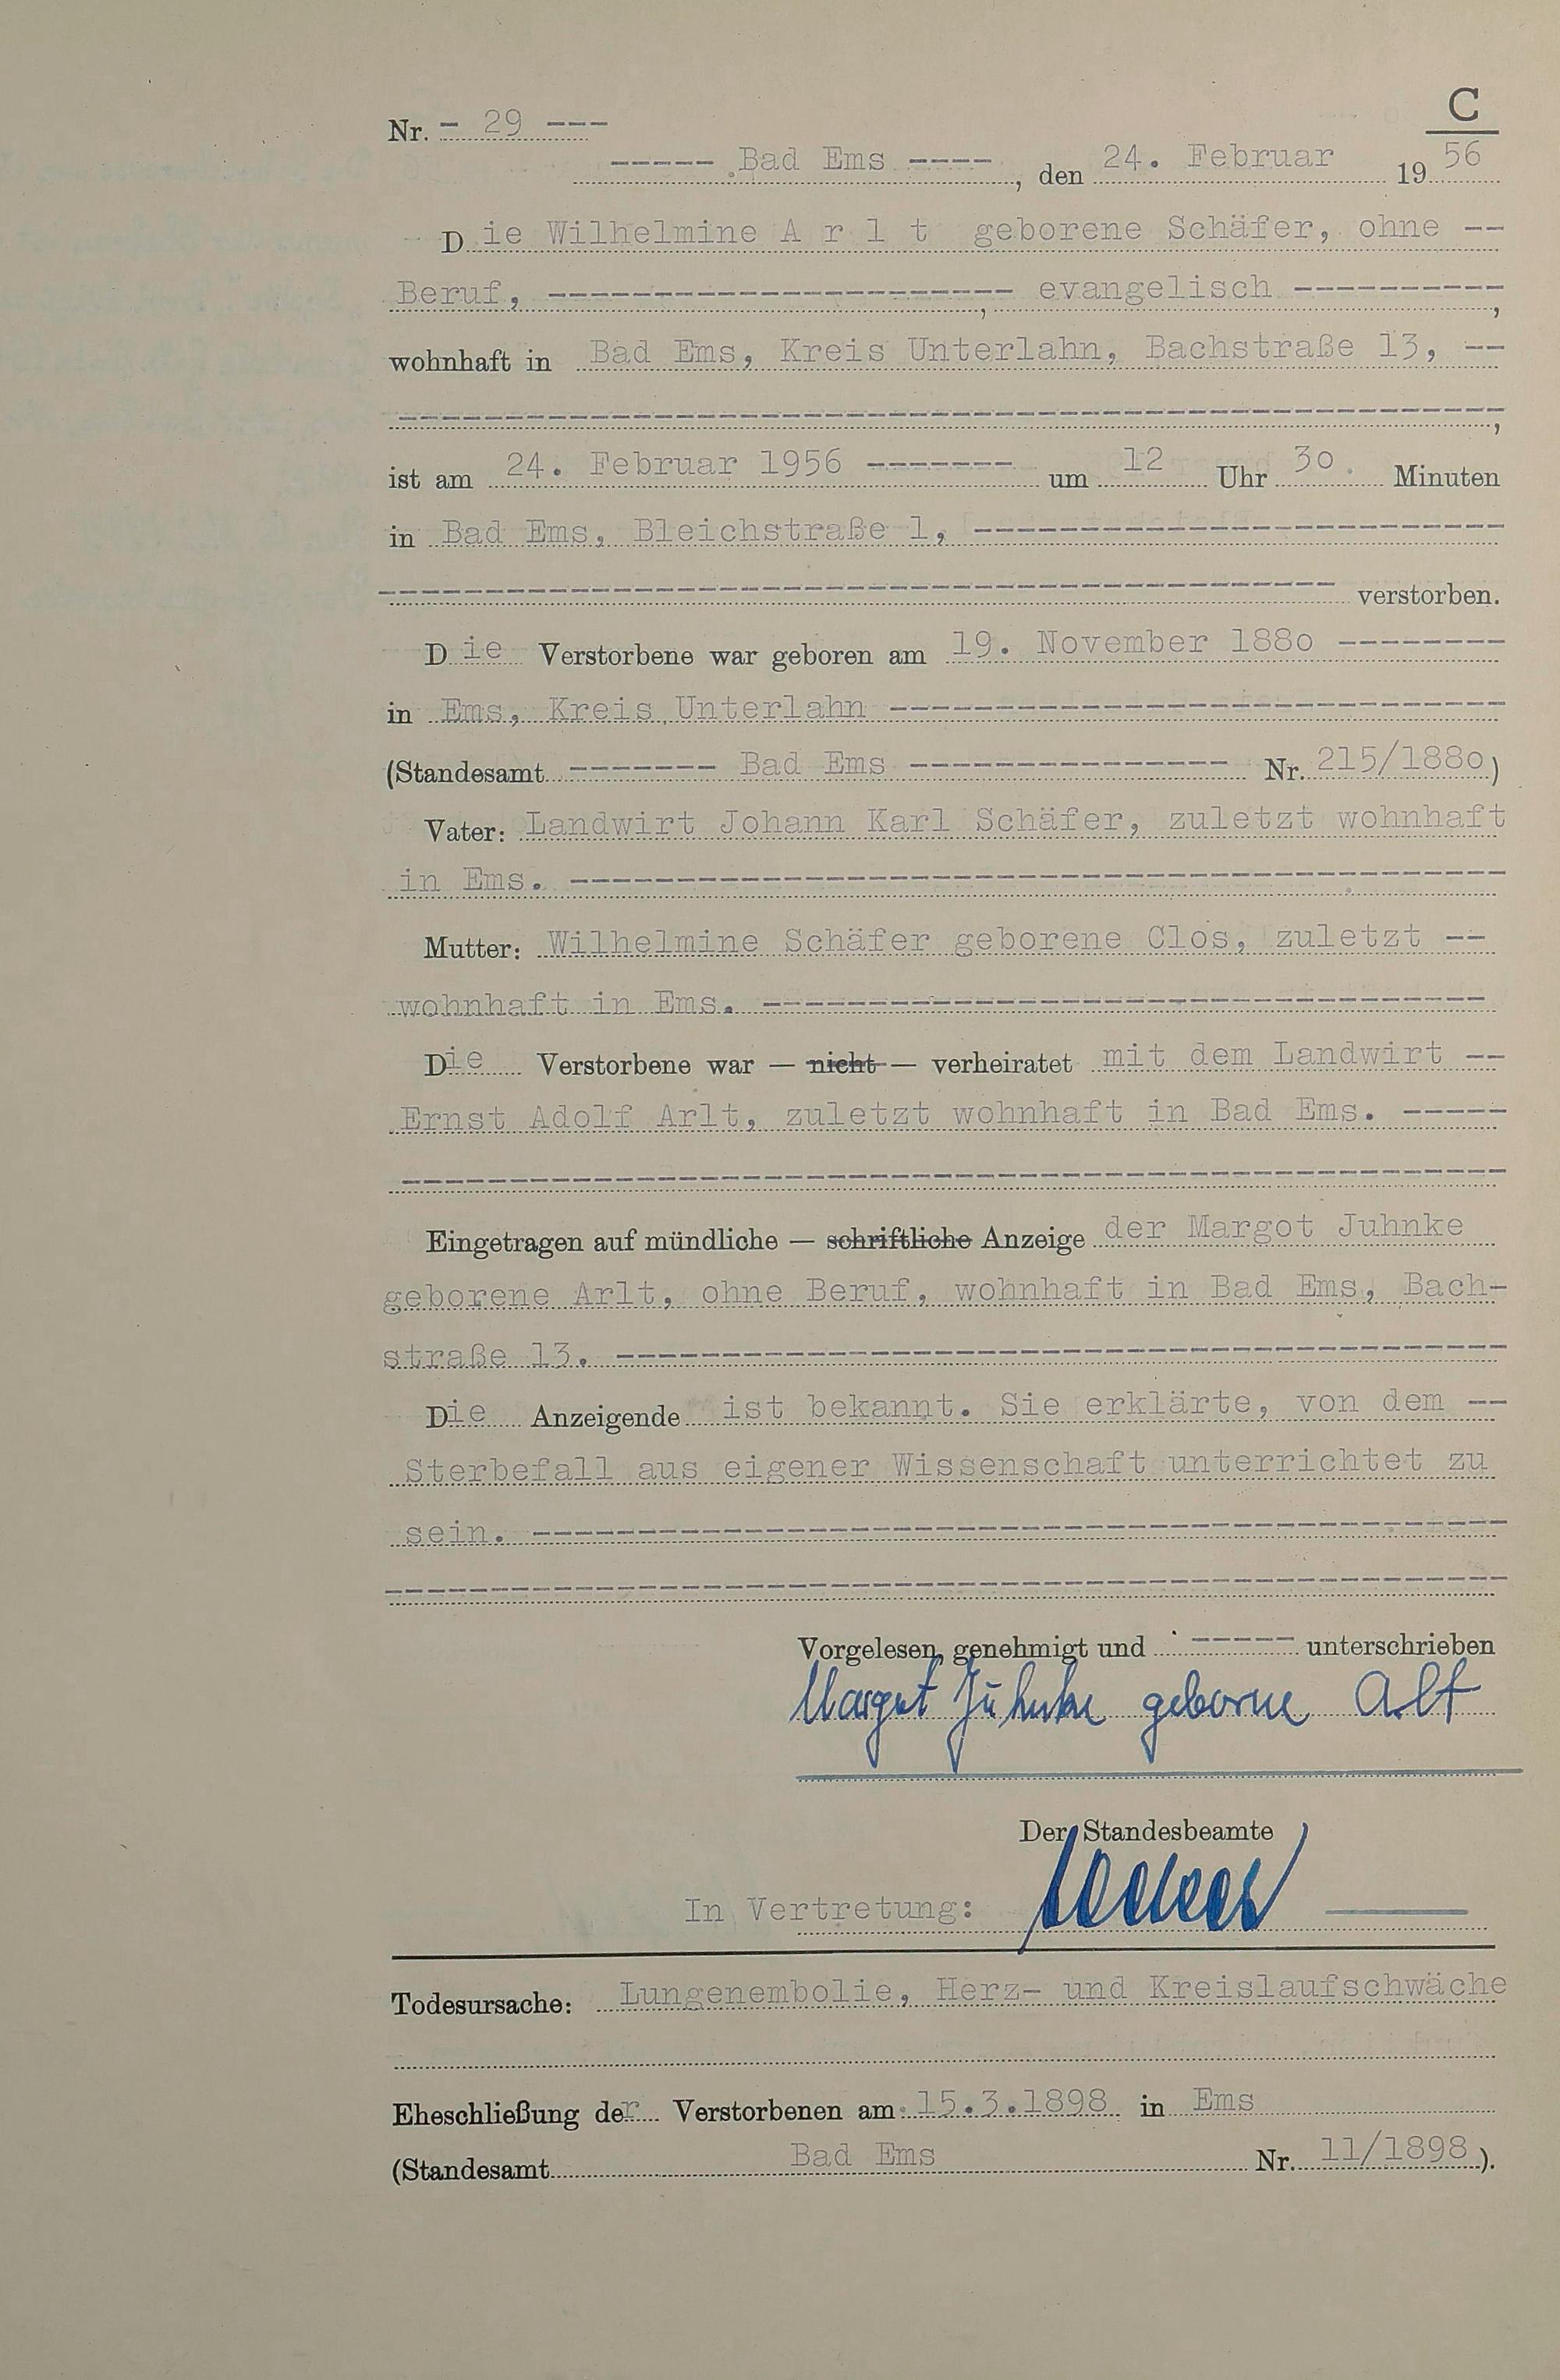 C
Nr. - 29 ---
----- Bad Ems ----, den 24. Februar 1956
Die Wilhelmine A r l t geborene Schäfer, ohne --
Beruf, ----------------------, evangelisch ----------,
wohnhaft in Bad Ems, Kreis Unterlahn, Bachstraße 13, --
----------------------------------------------------,
ist am 24. Februar 1956 ------- um 12 Uhr 30 Minuten
in Bad Ems, Bleichstraße 1, -------------------------
--------------------------------------------- verstorben.
Die Verstorbene war geboren am 19. November 1880 --------
in Ems, Kreis Unterlahn -----------------------------
(Standesamt ------- Bad Ems --------------- Nr. 215/1880)
Vater: Landwirt Johann Karl Schäfer, zuletzt wohnhaft
in Ems. --------------------------------------------
Mutter: Wilhelmine Schäfer geborene Clos, zuletzt --
wohnhaft in Ems. ----------------------------------
Die Verstorbene war — nicht — verheiratet mit dem Landwirt --
Ernst Adolf Arlt, zuletzt wohnhaft in Bad Ems. -----
----------------------------------------------------
Eingetragen auf mündliche — schriftliche Anzeige der Margot Juhnke
geborene Arlt, ohne Beruf, wohnhaft in Bad Ems, Bach-
straße 13. ------------------------------------------
Die Anzeigende ist bekannt. Sie erklärte, von dem --
Sterbefall aus eigener Wissenschaft unterrichtet zu
sein. ----------------------------------------------
-----------------------------------------------------
Vorgelesen, genehmigt und ----- unterschrieben
Margot Juhnke geborne Alt
Der Standesbeamte
In Vertretung:
Todesursache: Lungenembolie, Herz- und Kreislaufschwäche
Eheschließung der Verstorbenen am 15.3.1898 in Ems
(Standesamt Bad Ems Nr. 11/1898).